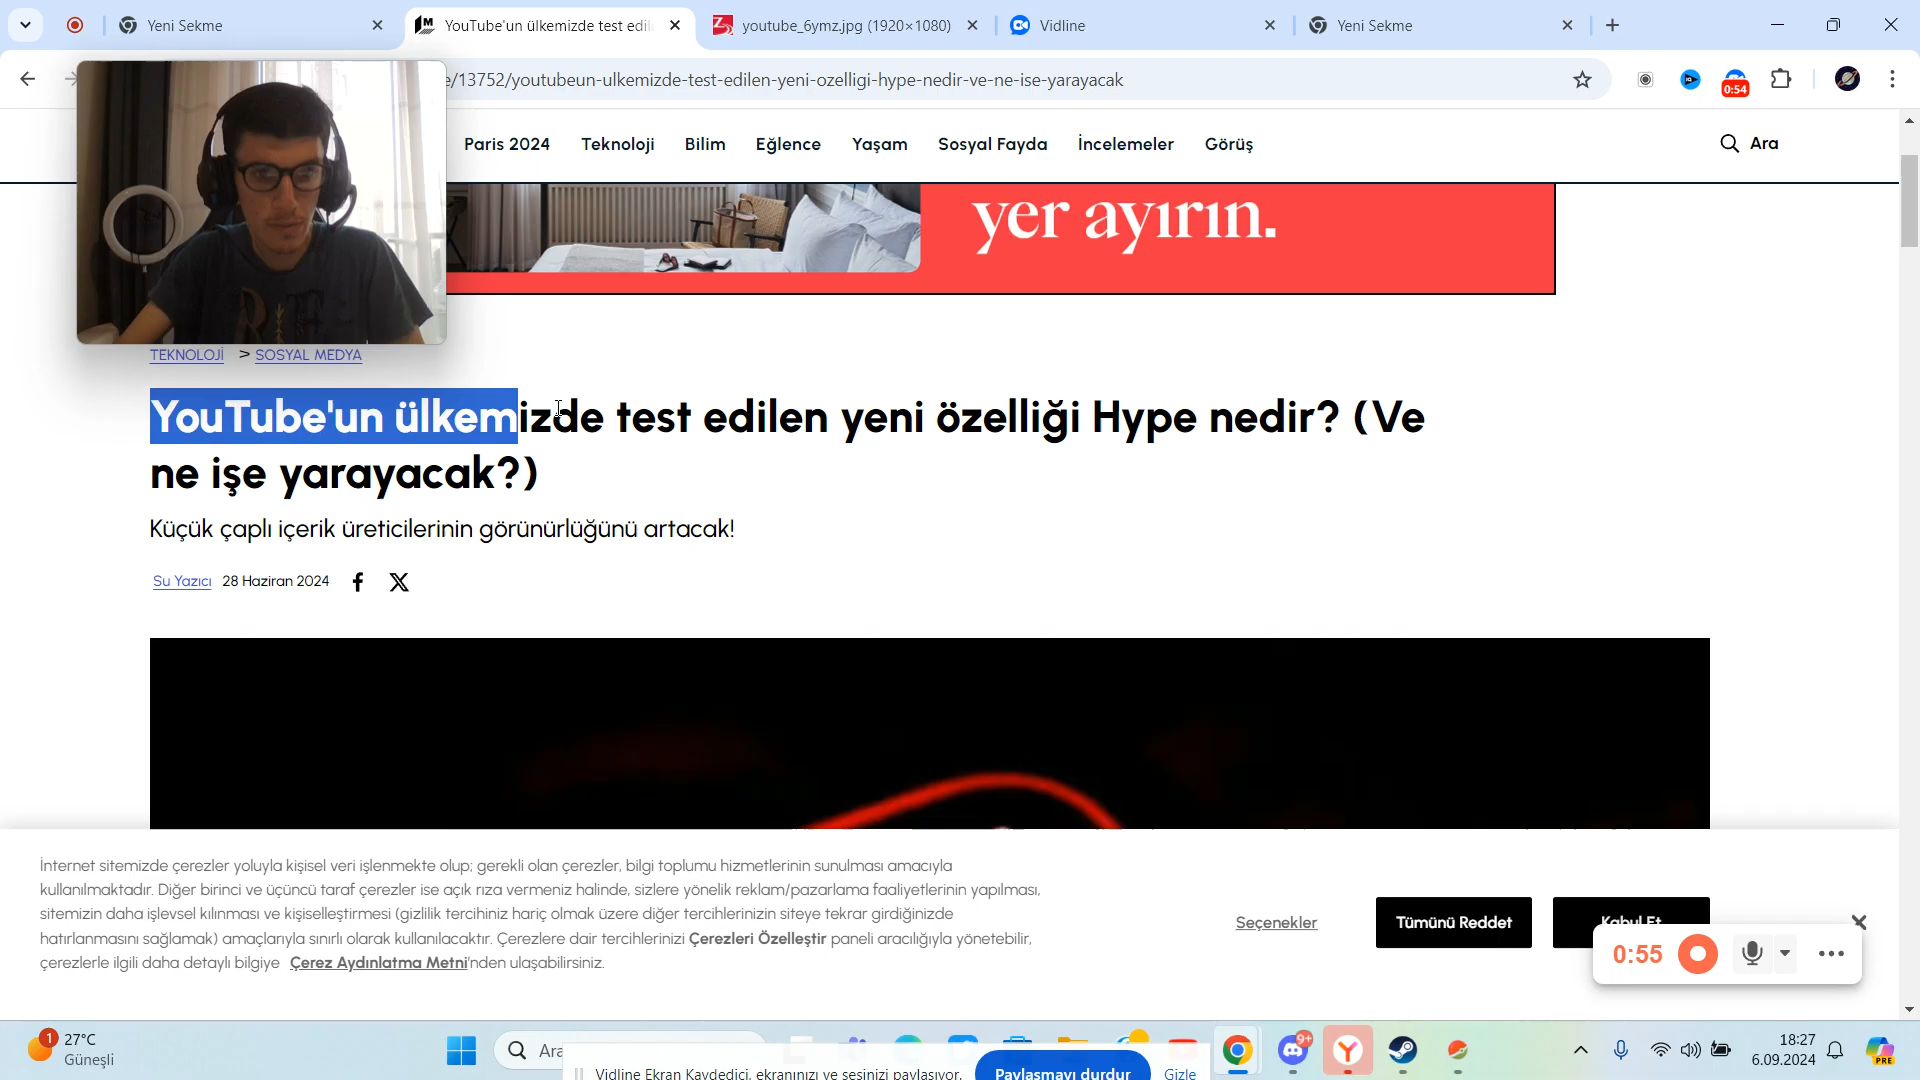 Yeni Sekme
YouTube'un ülkemizde test edil
youtube_6ymz.jpg (1920×1080)
Vidline
Yeni Sekme
e/13752/youtubeun-ulkemizde-test-edilen-yeni-ozelligi-hype-nedir-ve-ne-ise-yarayacak
0:54
Paris 2024
Teknoloji
Bilim
Eğlence
Yaşam
Sosyal Fayda
İncelemeler
Görüş
Ara
yer ayırın.
TEKNOLOJİ > SOSYAL MEDYA
YouTube'un ülkemizde test edilen yeni özelliği Hype nedir? (Ve
ne işe yarayacak?)
Küçük çaplı içerik üreticilerinin görünürlüğünü artacak!
Su Yazıcı 28 Haziran 2024
İnternet sitemizde çerezler yoluyla kişisel veri işlenmekte olup; gerekli olan çerezler, bilgi toplumu hizmetlerinin sunulması amacıyla
kullanılmaktadır. Diğer birinci ve üçüncü taraf çerezler ise açık rıza vermeniz halinde, sizlere yönelik reklam/pazarlama faaliyetlerinin yapılması,
sitemizin daha işlevsel kılınması ve kişiselleştirmesi (gizlilik tercihiniz hariç olmak üzere diğer tercihlerinizin siteye tekrar girdiğinizde
hatırlanmasını sağlamak) amaçlarıyla sınırlı olarak kullanılacaktır. Çerezlere dair tercihlerinizi Çerezleri Özelleştir paneli aracılığıyla yönetebilir,
çerezlerle ilgili daha detaylı bilgiye Çerez Aydınlatma Metni'nden ulaşabilirsiniz.
Seçenekler
Tümünü Reddet
Kabul Et
0:55
1
27°C
Güneşli
Ara
Vidline Ekran Kaydedici, ekranınızı ve sesinizi paylaşıyor.
Paylaşmayı durdur
Gizle
9+
18:27
6.09.2024
PRE